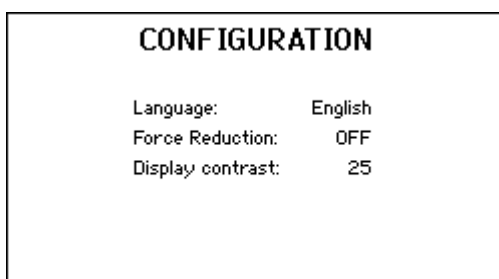 CONFIGURATION
Language: English
Force Reduction: OFF
Display contrast: 25